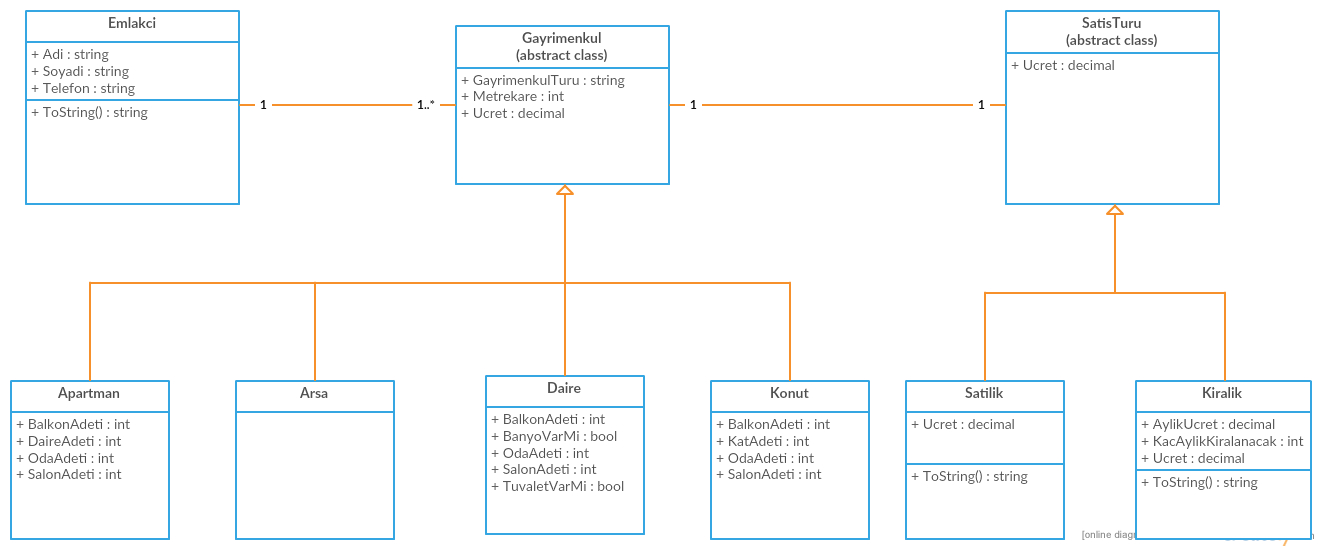 Emlakci
+ Adi : string
+ Soyadi : string
+ Telefon : string
+ ToString() : string
1
1..*
Gayrimenkul
(abstract class)
+ GayrimenkulTuru : string
+ Metrekare : int
+ Ucret : decimal
1
1
SatisTuru
(abstract class)
+ Ucret : decimal
Apartman
+ BalkonAdeti : int
+ DaireAdeti : int
+ OdaAdeti : int
+ SalonAdeti : int
Arsa
Daire
+ BalkonAdeti : int
+ BanyoVarMi : bool
+ OdaAdeti : int
+ SalonAdeti : int
+ TuvaletVarMi : bool
Konut
+ BalkonAdeti : int
+ KatAdeti : int
+ OdaAdeti : int
+ SalonAdeti : int
Satilik
+ Ucret : decimal
+ ToString() : string
Kiralik
+ AylikUcret : decimal
+ KacAylikKiralanacak : int
+ Ucret : decimal
+ ToString() : string
[online